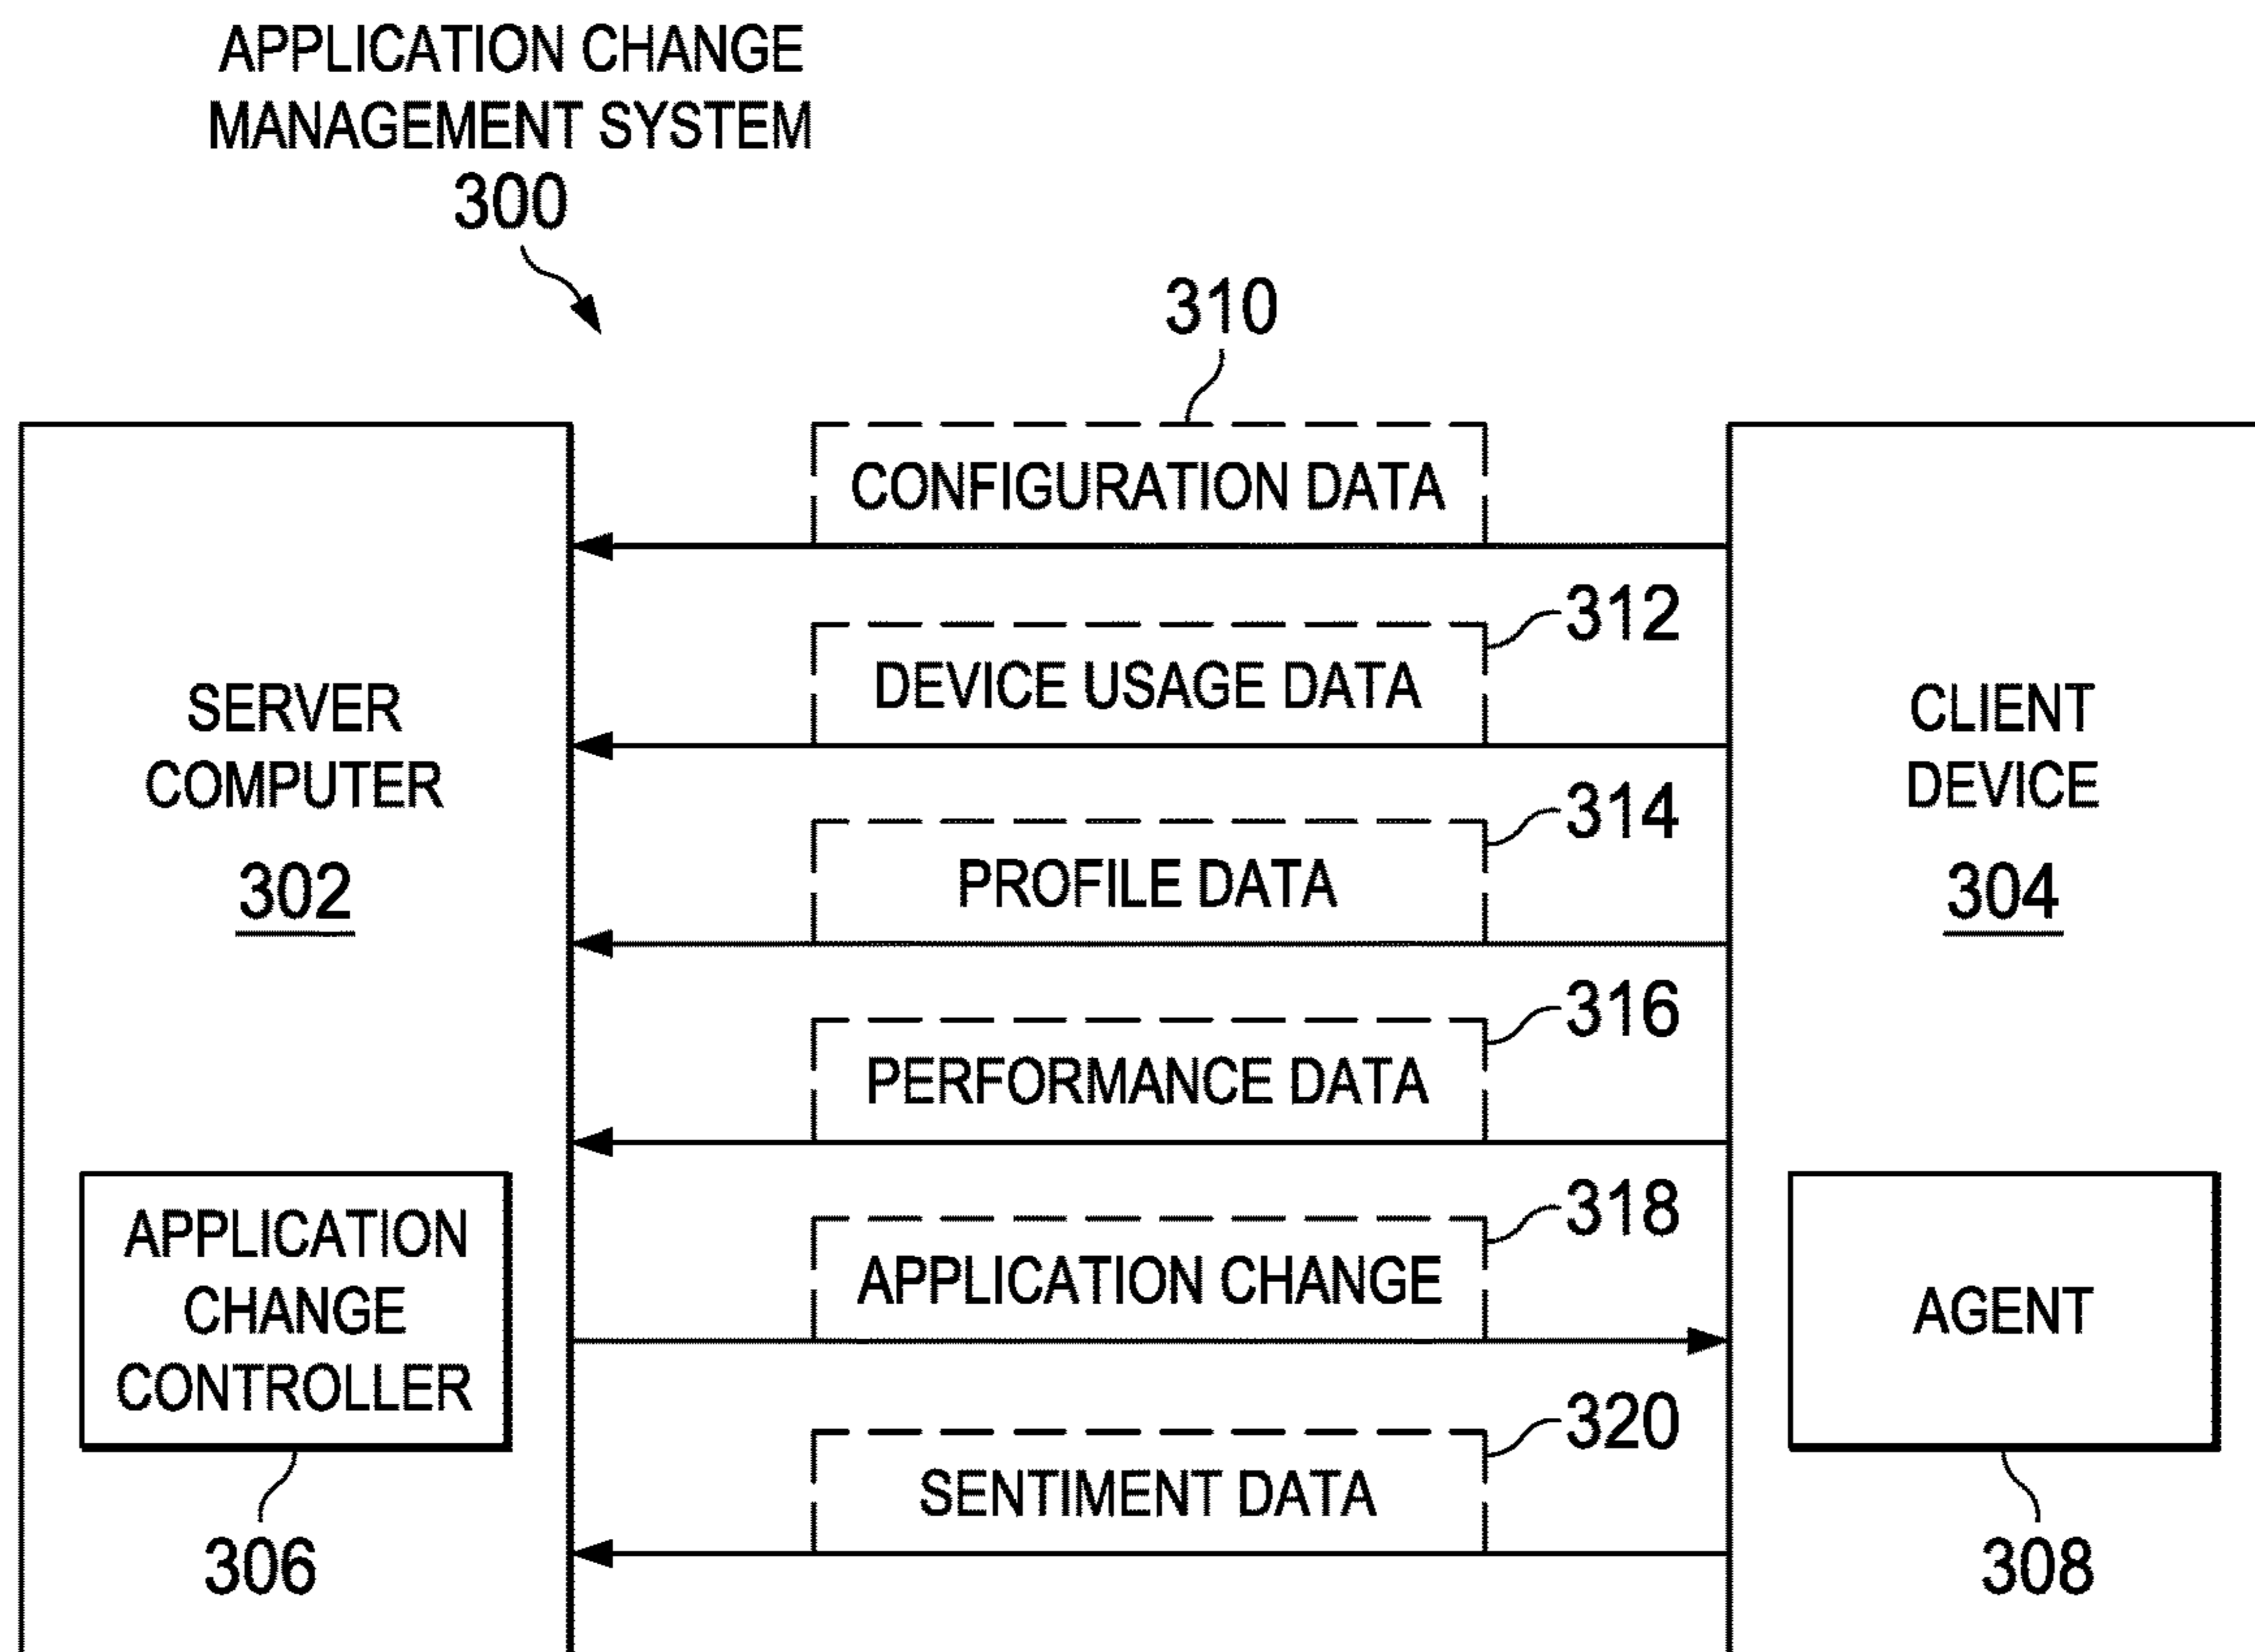 APPLICATION CHANGE
MANAGEMENT SYSTEM
300
310
CONFIGURATION DATA
312
DEVICE USAGE DATA
SERVER
COMPUTER
302
CLIENT
DEVICE
304
314
PROFILE DATA
316
PERFORMANCE DATA
318
APPLICATION CHANGE
APPLICATION
CHANGE
CONTROLLER
306
AGENT
308
320
SENTIMENT DATA